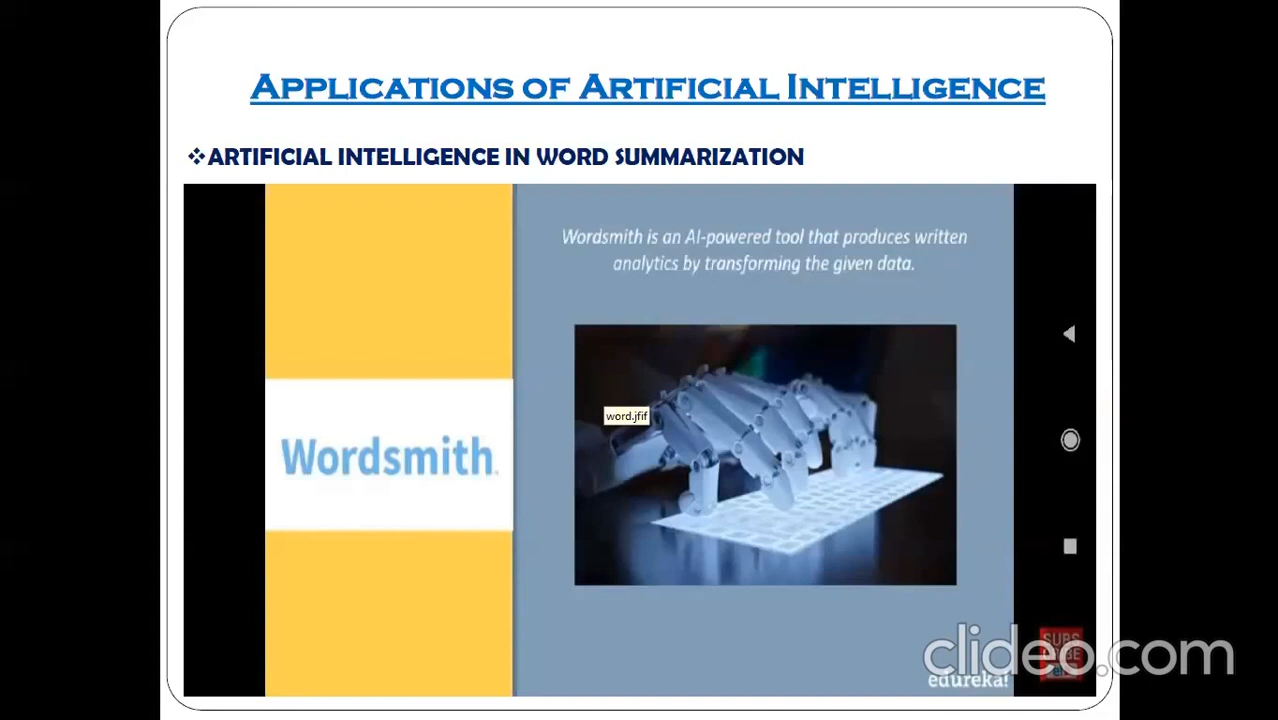 APPLICATIONS OF ARTIFICIAL INTELLIGENCE
❖ARTIFICIAL INTELLIGENCE IN WORD SUMMARIZATION
Wordsmith is an AI-powered tool that produces written
analytics by transforming the given data.
word.jfif
Wordsmith
clideo.com
edureka!